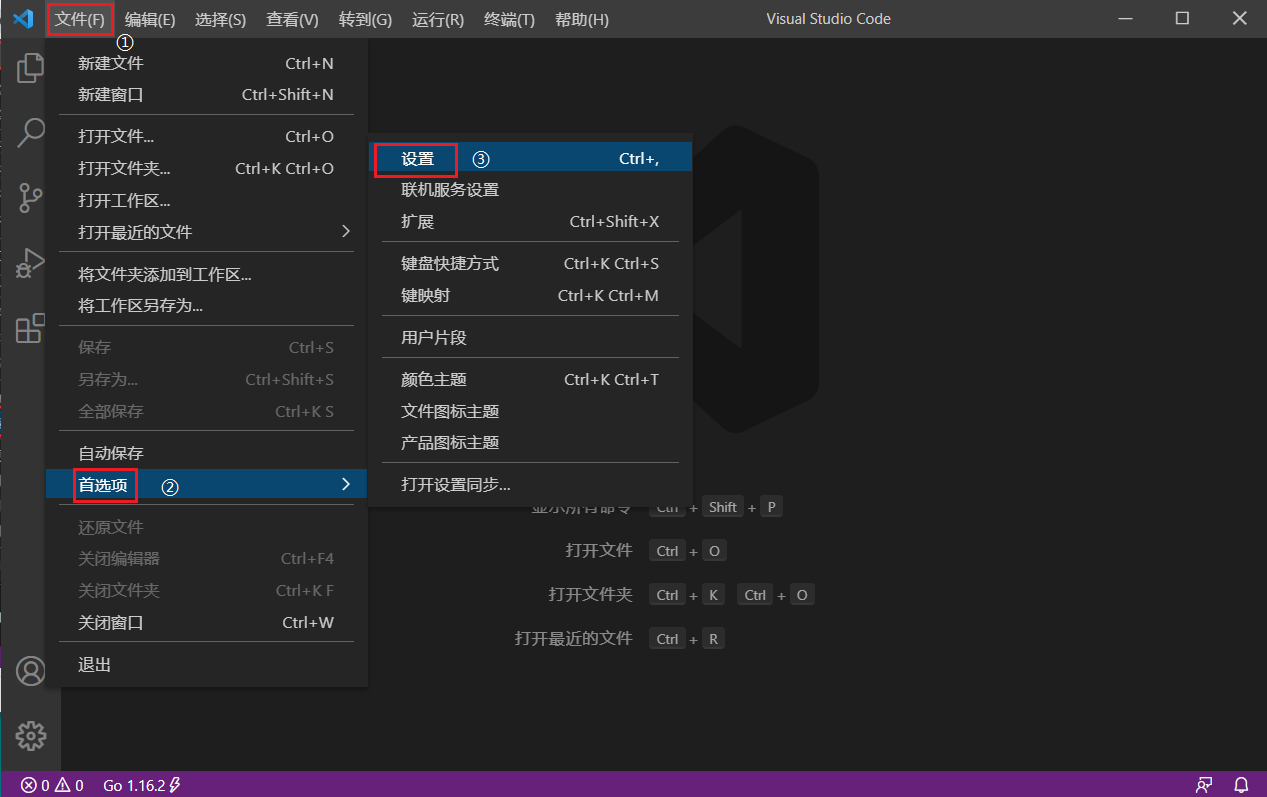 文件(F) 编辑(E) 选择(S) 查看(V) 转到(G) 运行(R) 终端(T) 帮助(H) Visual Studio Code
①
新建文件 Ctrl+N
新建窗口 Ctrl+Shift+N
打开文件... Ctrl+O
打开文件夹... Ctrl+K Ctrl+O
打开工作区...
打开最近的文件
将文件夹添加到工作区...
将工作区另存为...
保存 Ctrl+S
另存为... Ctrl+Shift+S
全部保存 Ctrl+K S
自动保存
首选项 ②
还原文件
关闭编辑器 Ctrl+F4
关闭文件夹 Ctrl+K F
关闭窗口 Ctrl+W
退出
设置 ③ Ctrl+,
联机服务设置
扩展 Ctrl+Shift+X
键盘快捷方式 Ctrl+K Ctrl+S
键映射 Ctrl+K Ctrl+M
用户片段
颜色主题 Ctrl+K Ctrl+T
文件图标主题
产品图标主题
打开设置同步...
显示所有命令 Ctrl + Shift + P
打开文件 Ctrl + O
打开文件夹 Ctrl + K Ctrl + O
打开最近的文件 Ctrl + R
0 0 Go 1.16.2